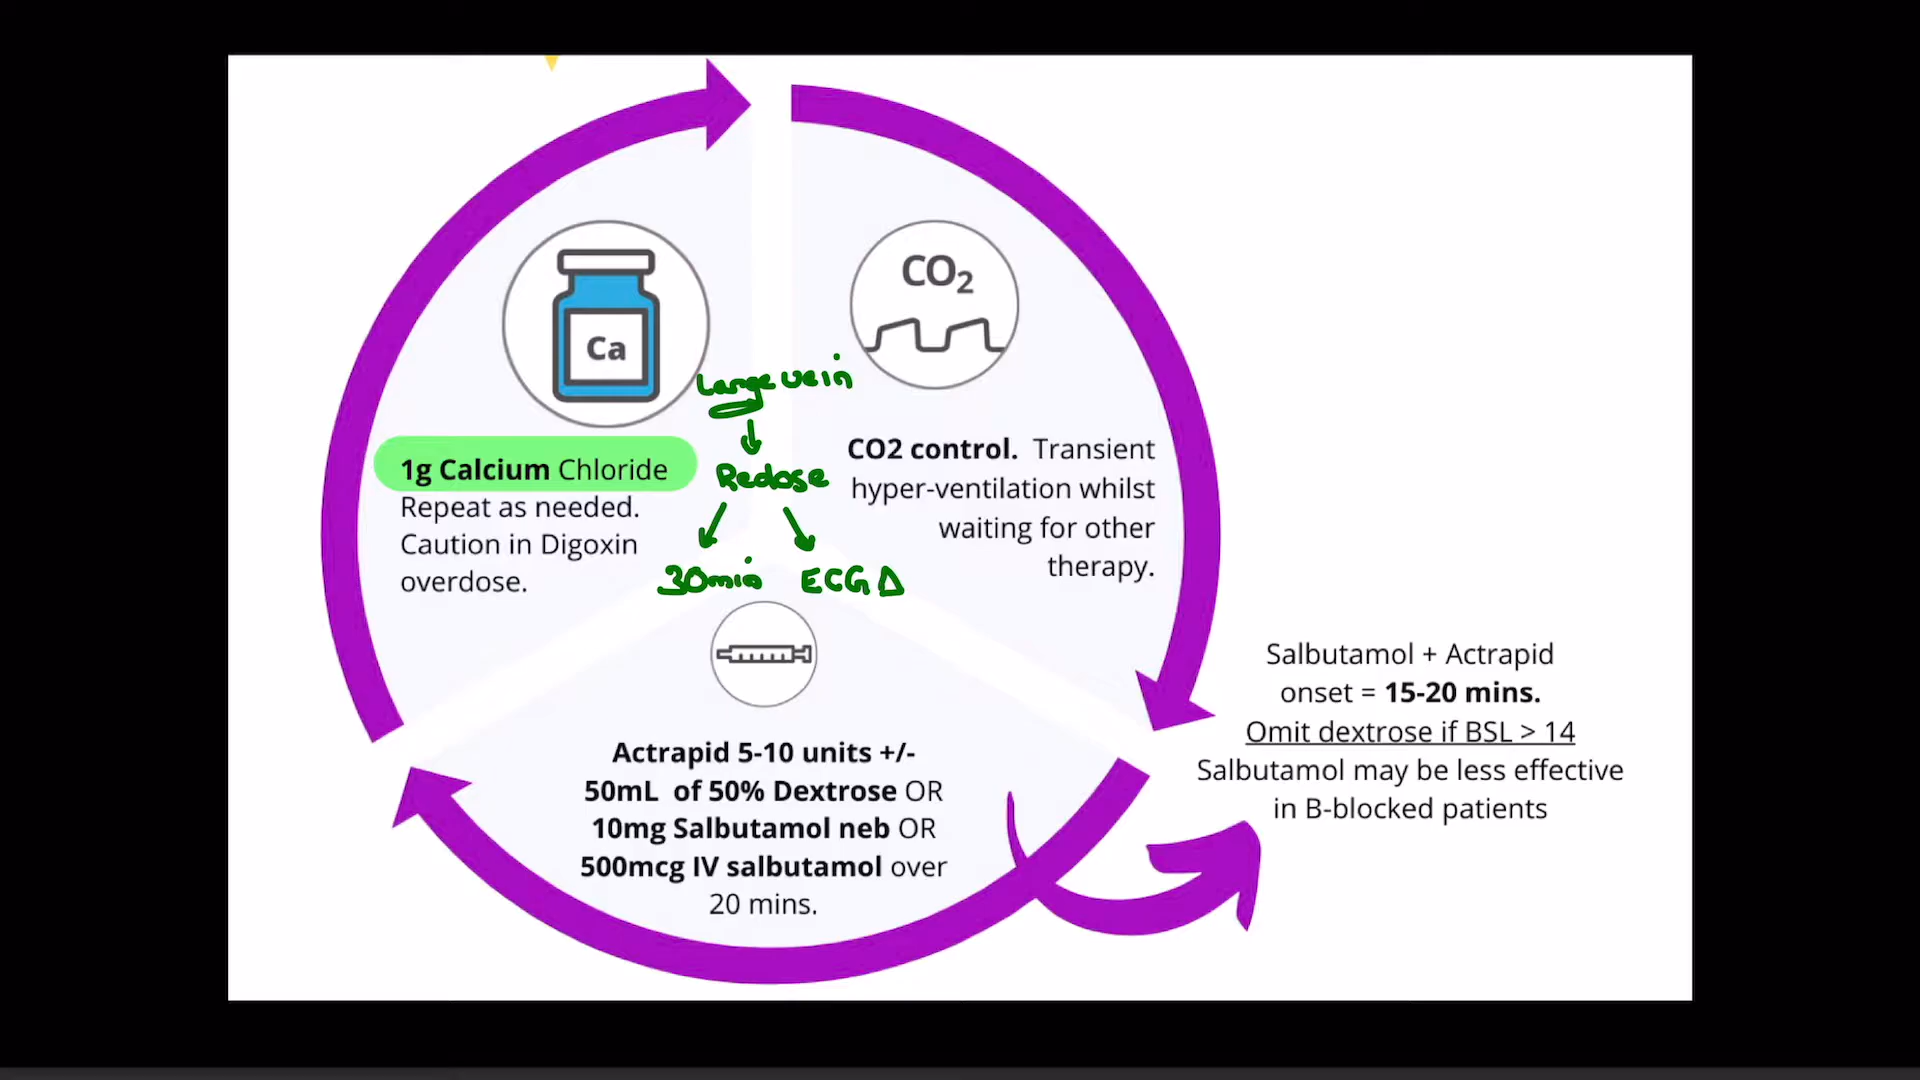 Ca
1g Calcium Chloride
Repeat as needed.
Caution in Digoxin
overdose.
Large vein
Redose
30min ECG Δ
CO2
CO2 control. Transient
hyper-ventilation whilst
waiting for other
therapy.
Actrapid 5-10 units +/-
50mL of 50% Dextrose OR
10mg Salbutamol neb OR
500mcg IV salbutamol over
20 mins.
Salbutamol + Actrapid
onset = 15-20 mins.
Omit dextrose if BSL > 14
Salbutamol may be less effective
in B-blocked patients